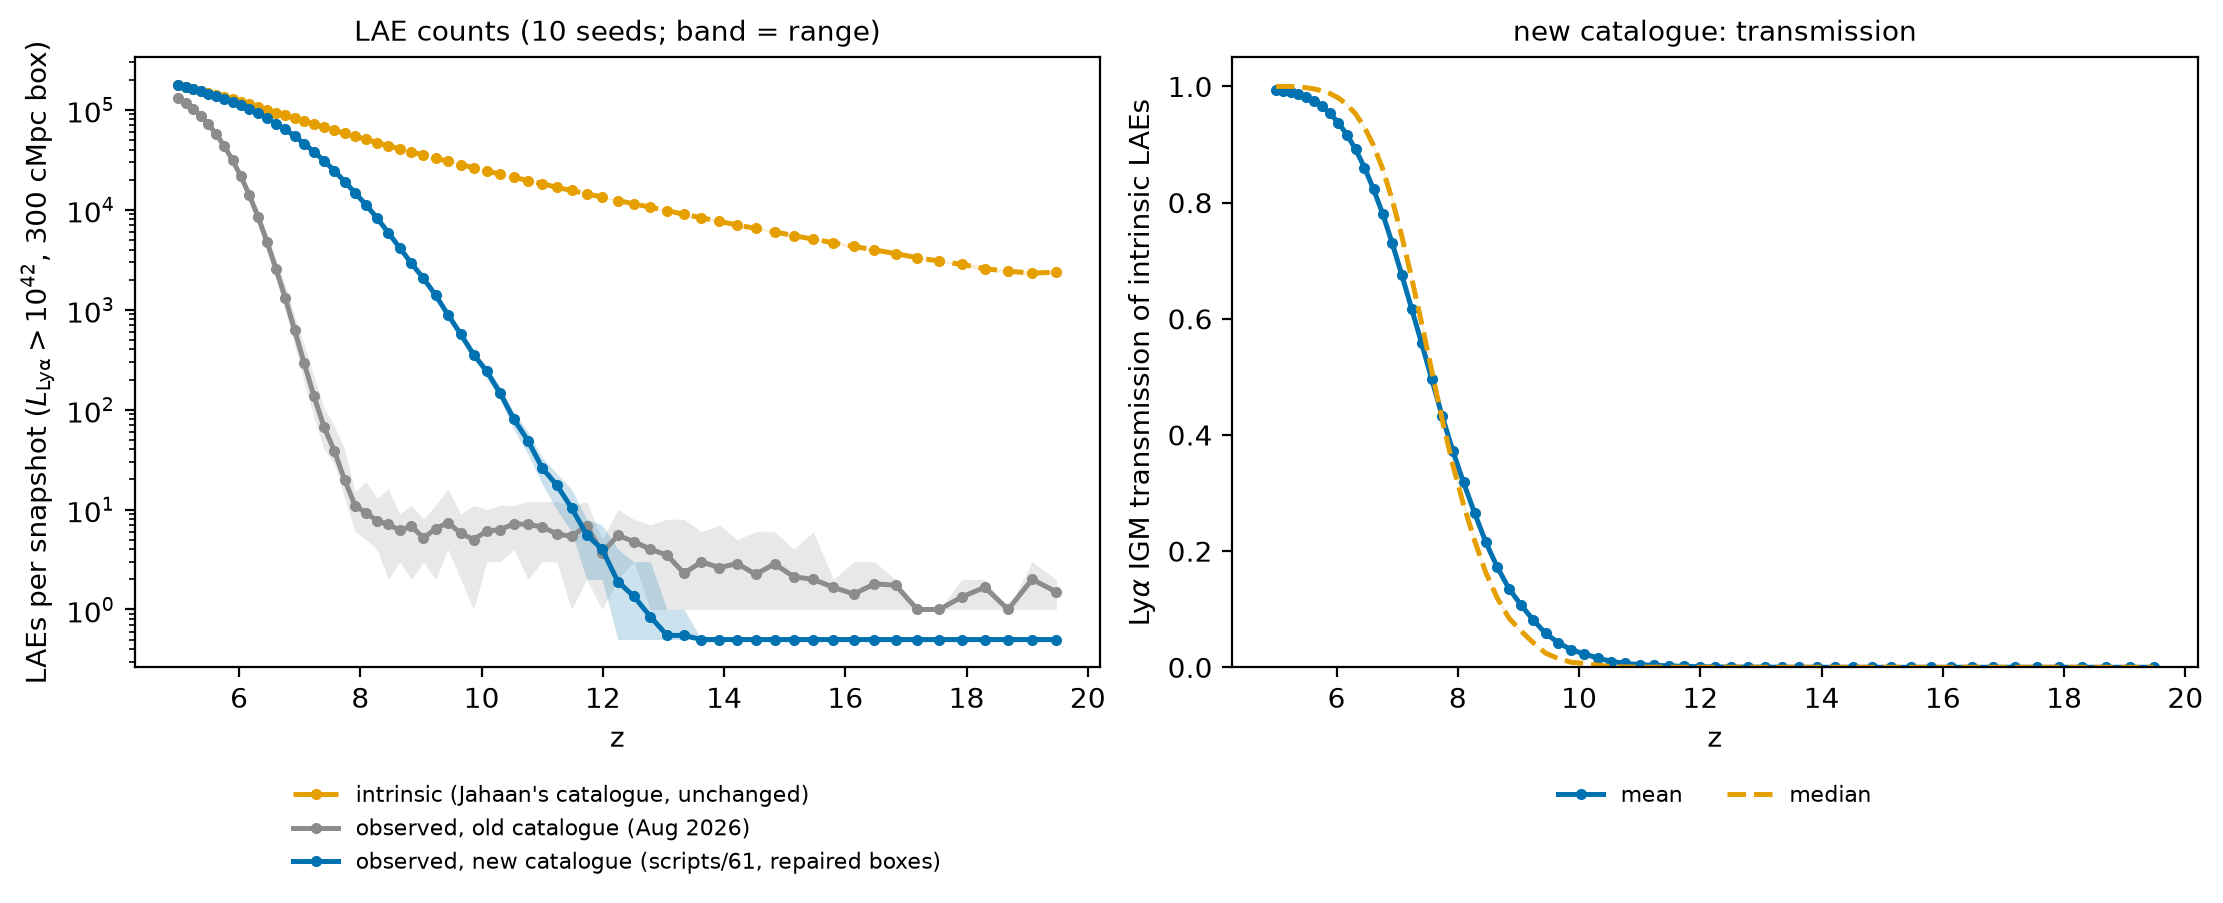 LAE counts (10 seeds; band = range)
LAEs per snapshot (L_Lyα > 10^42, 300 cMpc box)
10^5
10^4
10^3
10^2
10^1
10^0
6 8 10 12 14 16 18 20
z
intrinsic (Jahaan's catalogue, unchanged)
observed, old catalogue (Aug 2026)
observed, new catalogue (scripts/61, repaired boxes)
new catalogue: transmission
Lyα IGM transmission of intrinsic LAEs
1.0
0.8
0.6
0.4
0.2
0.0
6 8 10 12 14 16 18 20
z
mean median